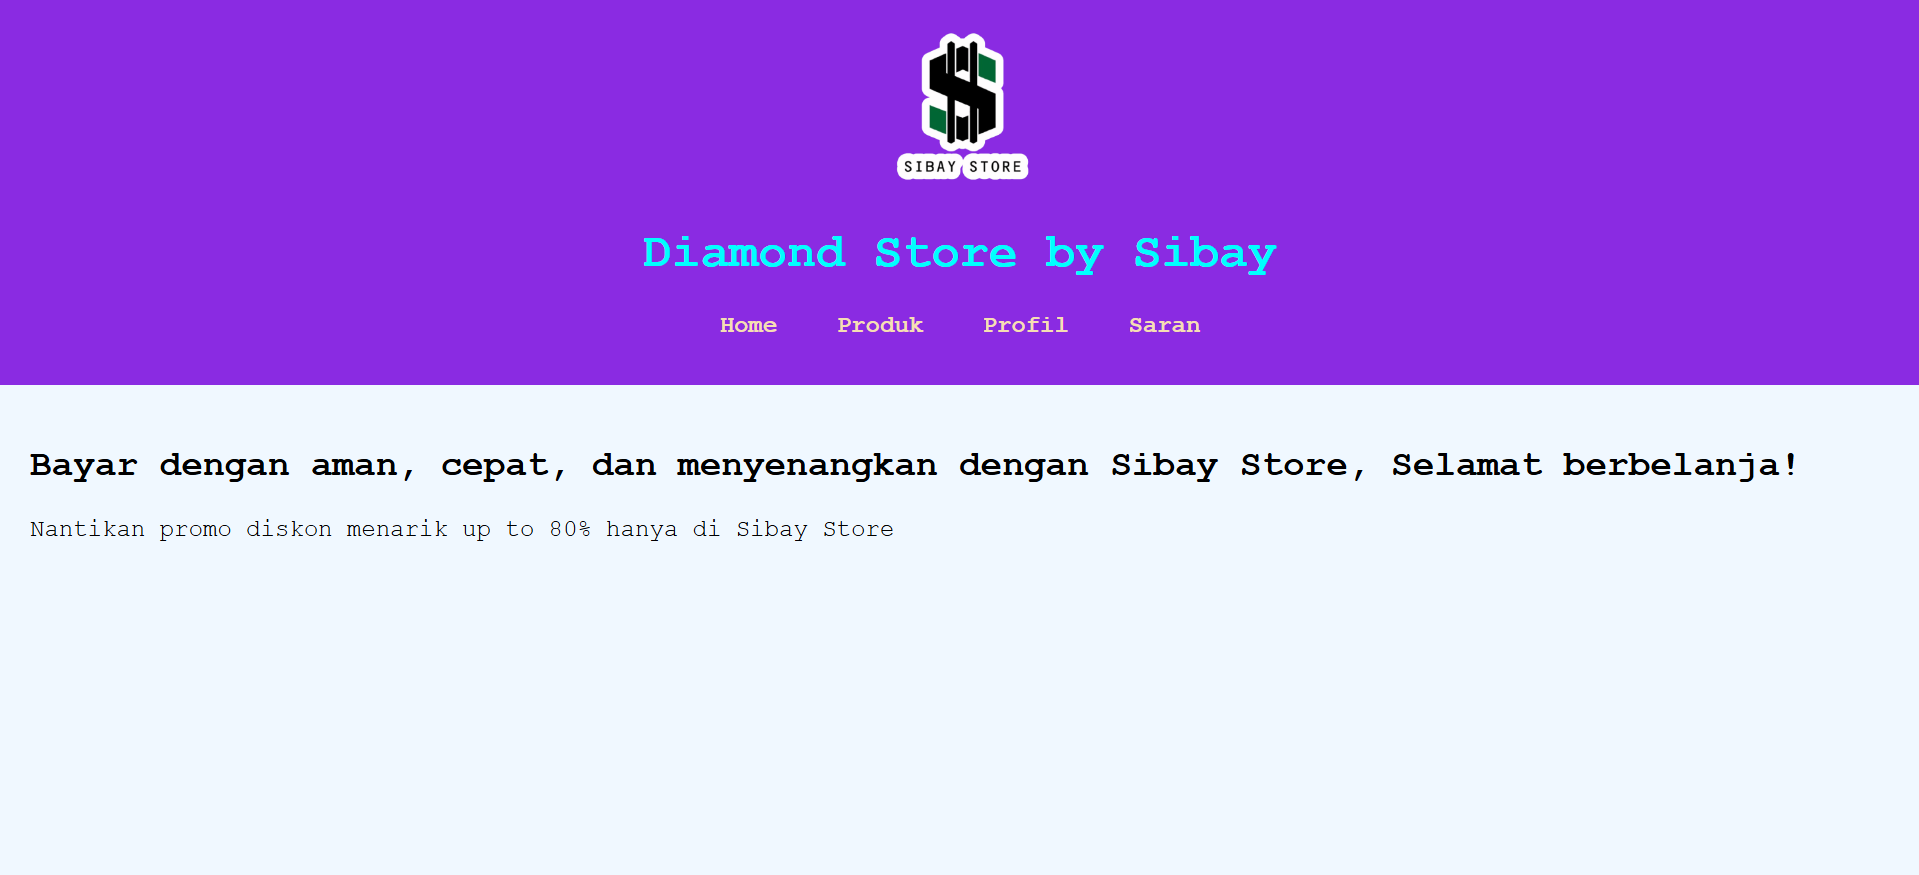 SIBAY STORE
Diamond Store by Sibay
Home Produk Profil Saran
Bayar dengan aman, cepat, dan menyenangkan dengan Sibay Store, Selamat berbelanja!
Nantikan promo diskon menarik up to 80% hanya di Sibay Store